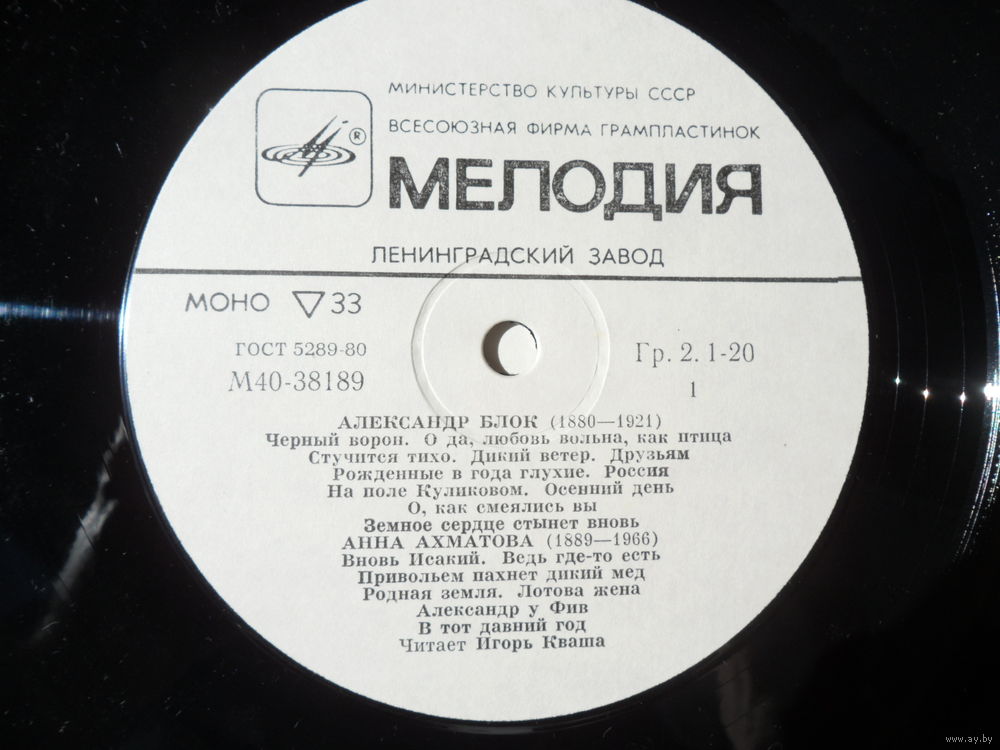 МИНИСТЕРСТВО КУЛЬТУРЫ СССР
ВСЕСОЮЗНАЯ ФИРМА ГРАМПЛАСТИНОК
®
МЕЛОДИЯ
ЛЕНИНГРАДСКИЙ ЗАВОД
МОНО ▽ 33
ГОСТ 5289-80
М40-38189
Гр. 2. 1-20
1
АЛЕКСАНДР БЛОК (1880—1921)
Черный ворон. О да, любовь вольна, как птица
Стучится тихо. Дикий ветер. Друзьям
Рожденные в года глухие. Россия
На поле Куликовом. Осенний день
О, как смеялись вы
Земное сердце стынет вновь
АННА АХМАТОВА (1889—1966)
Вновь Исакий. Ведь где-то есть
Привольем пахнет дикий мед
Родная земля. Лотова жена
Александр у Фив
В тот давний год
Читает Игорь Кваша
www.ay.by